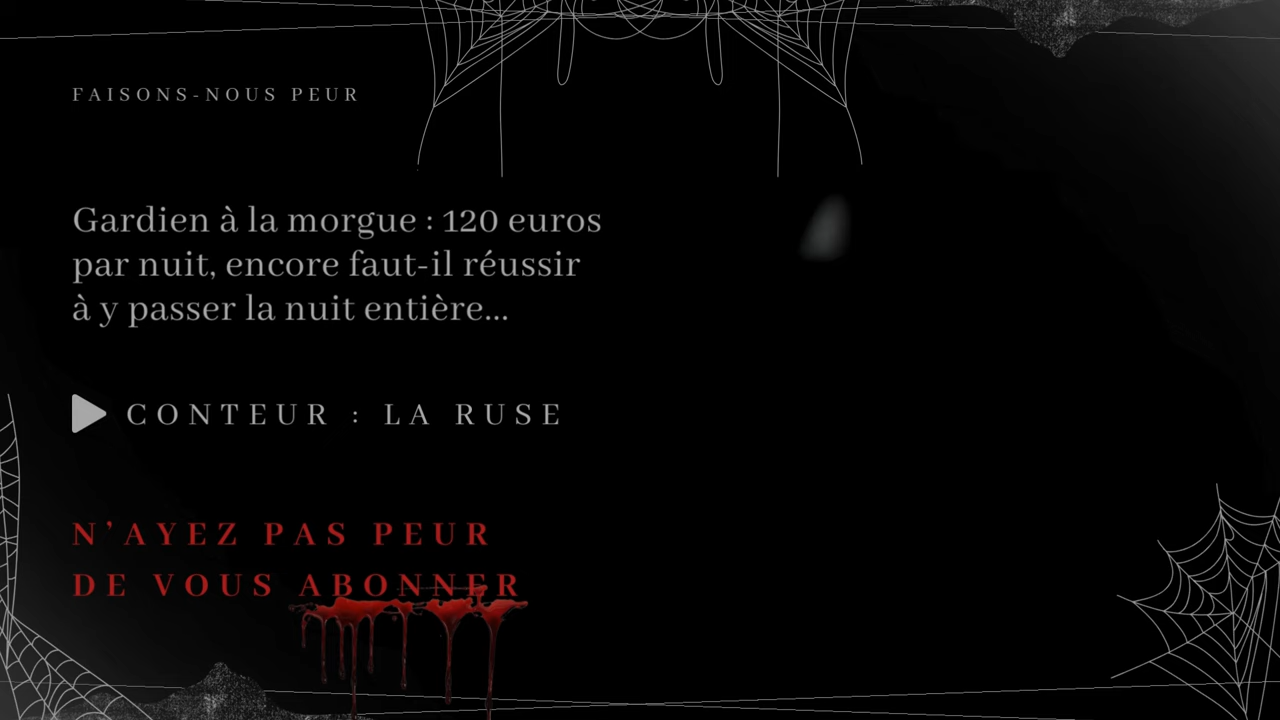 FAISONS-NOUS PEUR
Gardien à la morgue : 120 euros
par nuit, encore faut-il réussir
à y passer la nuit entière...
CONTEUR : LA RUSE
N’AYEZ PAS PEUR
DE VOUS ABONNER